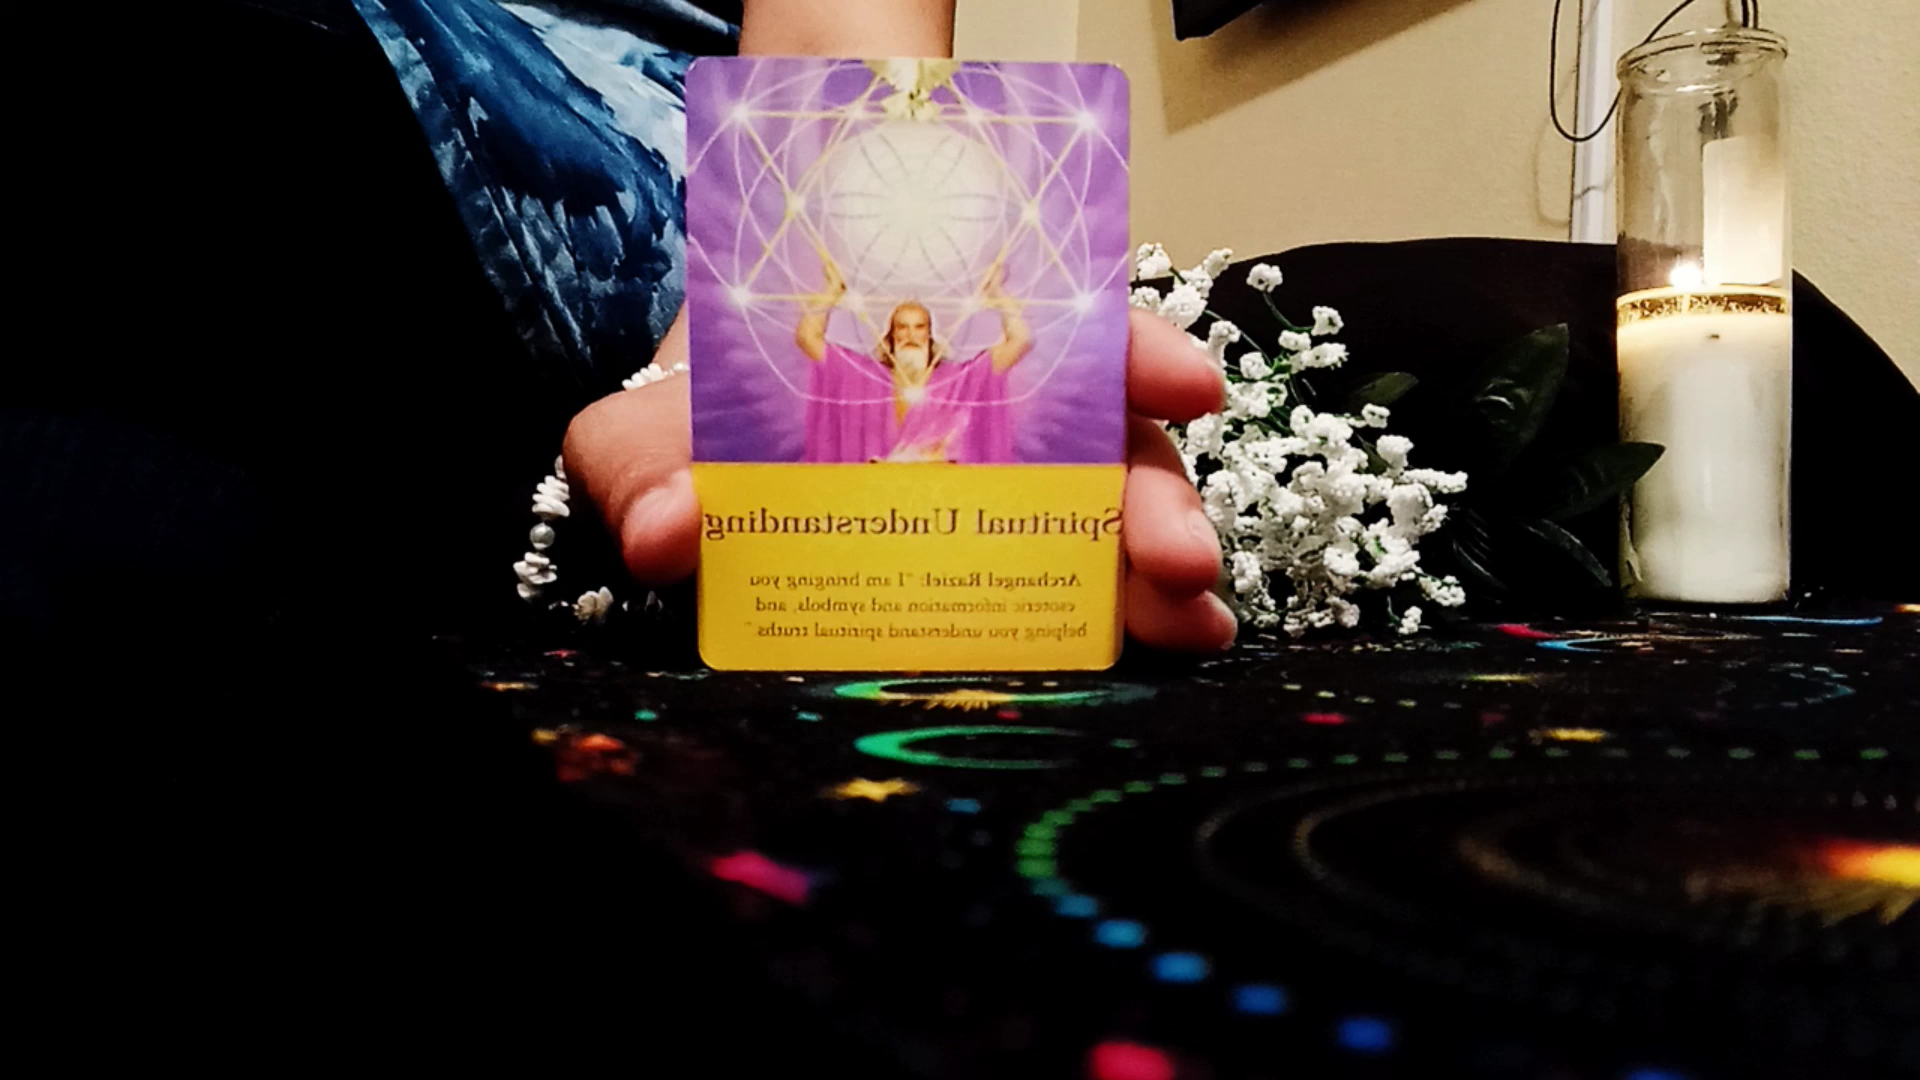 Spiritual Understanding
Archangel Raziel: "I am bringing you
esoteric information and symbols, and
helping you understand spiritual truths."